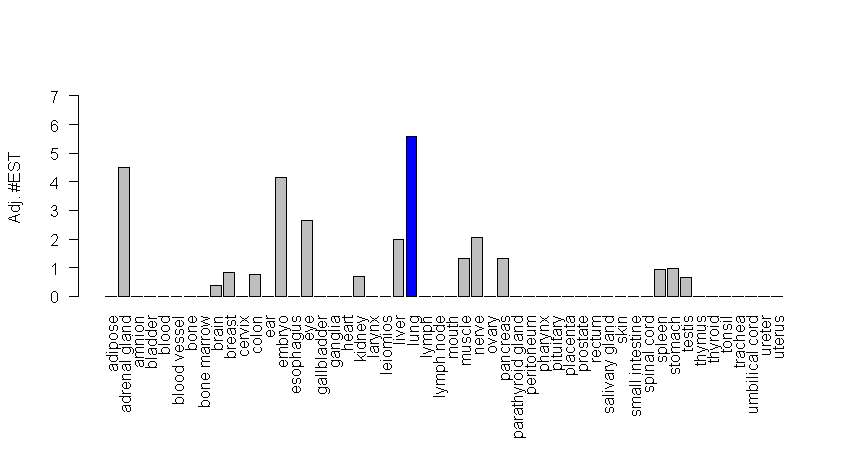 7
6
5
4
3
2
1
0
Adj. #EST
adipose
adrenal gland
amnion
bladder
blood
blood vessel
bone
bone marrow
brain
breast
cervix
colon
ear
embryo
esophagus
eye
gallbladder
ganglia
heart
kidney
larynx
leiomios
liver
lung
lymph
lymph node
mouth
muscle
nerve
ovary
pancreas
parathyroid gland
peritoneum
pharynx
pituitary
placenta
prostate
rectum
salivary gland
skin
small intestine
spinal cord
spleen
stomach
testis
thymus
thyroid
tonsil
trachea
umbilical cord
ureter
uterus